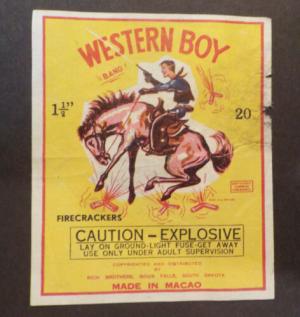 WESTERN BOY
BANG!
1½"
20
FIRECRACKERS
CAUTION - EXPLOSIVE
LAY ON GROUND-LIGHT FUSE-GET AWAY
USE ONLY UNDER ADULT SUPERVISION
COPYRIGHTED AND DISTRIBUTED
BY
RICH BROTHERS, SIOUX FALLS, SOUTH DAKOTA
MADE IN MACAO